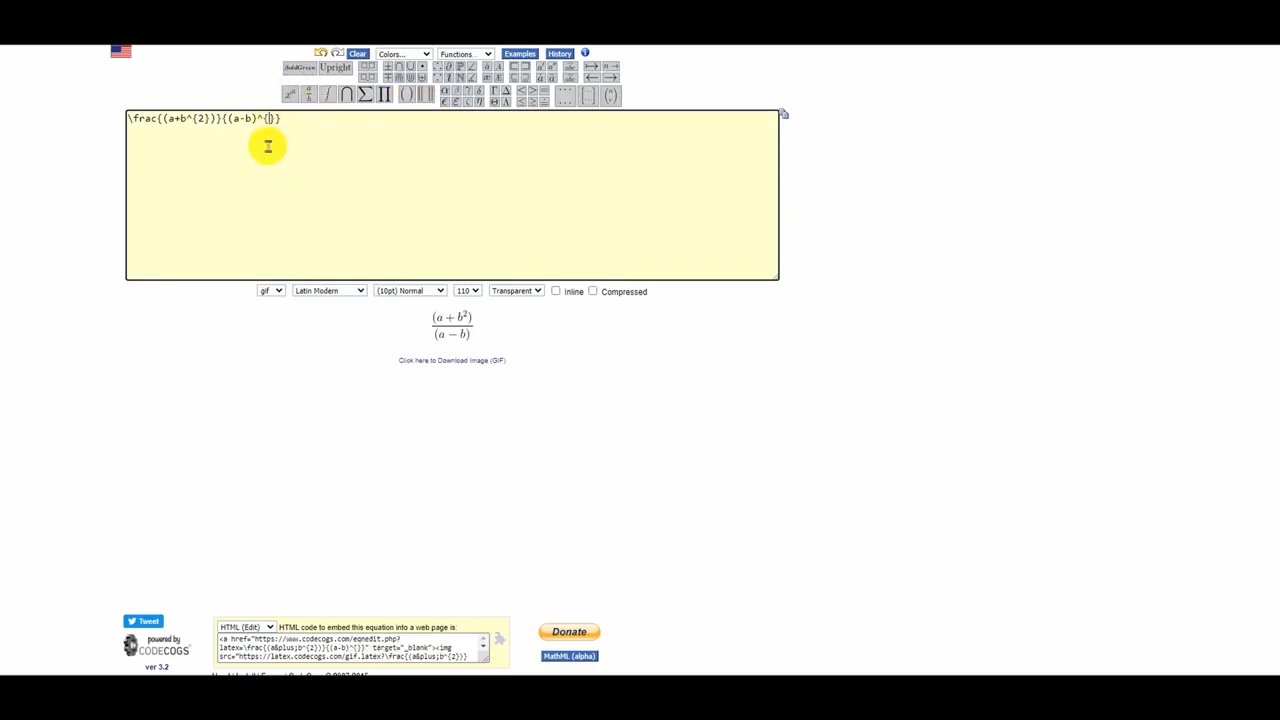 Clear Colors... Functions... Examples History
Upright
\frac{(a+b^{2})}{(a-b)^{}}
gif Latin Modern (10pt) Normal 110 Transparent Inline Compressed
(a + b²)
(a − b)
Click here to Download Image (GIF)
Tweet
powered by
CODECOGS
ver 3.2
HTML (Edit) HTML code to embed this equation into a web page is:
<a href="https://www.codecogs.com/eqnedit.php?
latex=\frac{(a&plus;b^{2})}{(a-b)^{}}" target="_blank"><img
src="https://latex.codecogs.com/gif.latex?\frac{(a&plus;b^{2})}
Donate
MathML (alpha)